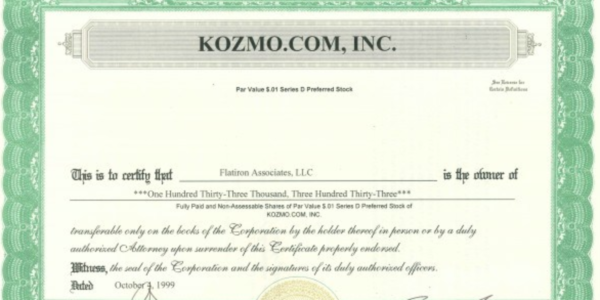 KOZMO.COM, INC.
Par Value $.01 Series D Preferred Stock
See Reverse for
Certain Definitions
This is to certify that Flatiron Associates, LLC is the owner of
***One Hundred Thirty-Three Thousand, Three Hundred Thirty-Three***
Fully Paid and Non-Assessable Shares of Par Value $.01 Series D Preferred Stock of
KOZMO.COM, INC.
transferable only on the books of the Corporation by the holder thereof in person or by a duly
authorized Attorney upon surrender of this Certificate properly endorsed.
Witness, the seal of the Corporation and the signatures of its duly authorized officers.
Dated October 4, 1999